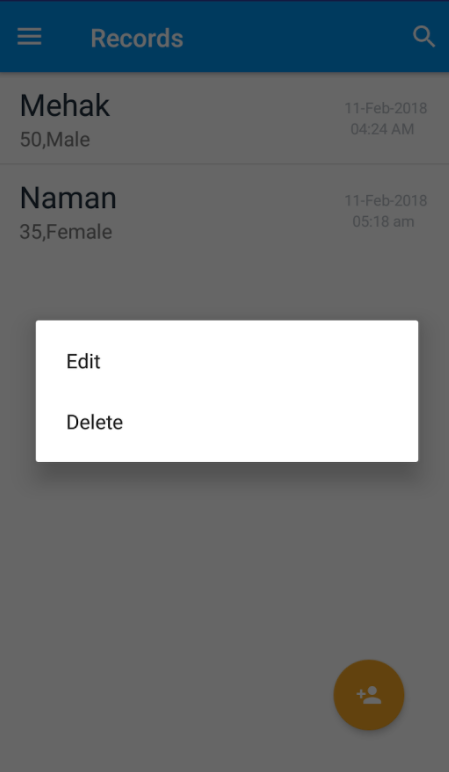 Records
Mehak
11-Feb-2018
50,Male
04:24 AM
Naman
11-Feb-2018
35,Female
05:18 am
Edit
Delete